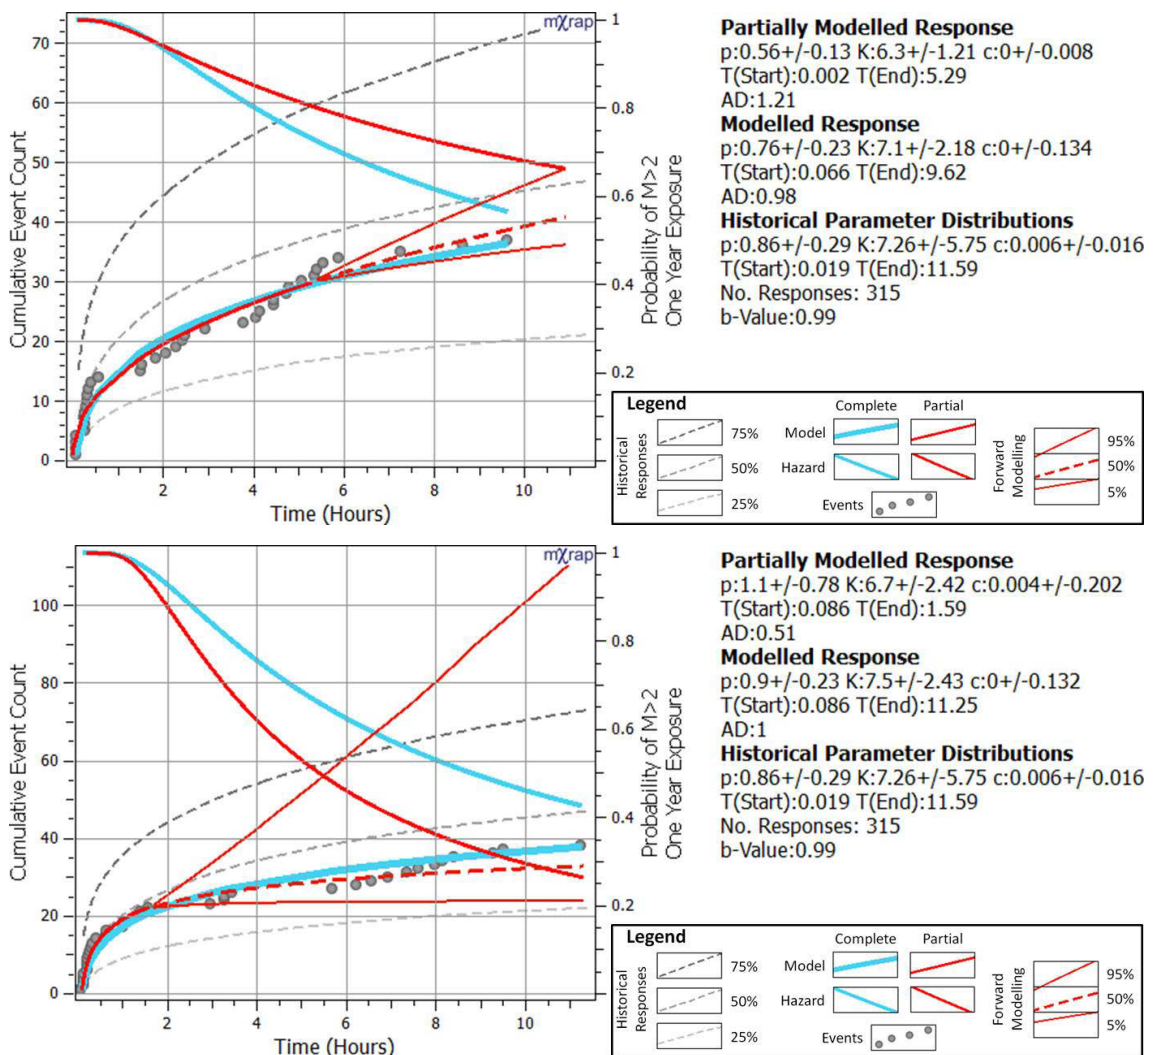 mχrap
1
70
60
50
40
30
20
10
0
Cumulative Event Count
0.8
0.6
0.4
0.2
Probability of M>2
One Year Exposure
2
4
6
8
10
Time (Hours)
Partially Modelled Response
p:0.56+/-0.13 K:6.3+/-1.21 c:0+/-0.008
T(Start):0.002 T(End):5.29
AD:1.21
Modelled Response
p:0.76+/-0.23 K:7.1+/-2.18 c:0+/-0.134
T(Start):0.066 T(End):9.62
AD:0.98
Historical Parameter Distributions
p:0.86+/-0.29 K:7.26+/-5.75 c:0.006+/-0.016
T(Start):0.019 T(End):11.59
No. Responses: 315
b-Value:0.99
Legend
Historical
Responses
75%
50%
25%
Complete
Partial
Model
Hazard
Events
Forward
Modelling
95%
50%
5%
mχrap
1
100
80
60
40
20
0
Cumulative Event Count
0.8
0.6
0.4
0.2
Probability of M>2
One Year Exposure
2
4
6
8
10
Time (Hours)
Partially Modelled Response
p:1.1+/-0.78 K:6.7+/-2.42 c:0.004+/-0.202
T(Start):0.086 T(End):1.59
AD:0.51
Modelled Response
p:0.9+/-0.23 K:7.5+/-2.43 c:0+/-0.132
T(Start):0.086 T(End):11.25
AD:1
Historical Parameter Distributions
p:0.86+/-0.29 K:7.26+/-5.75 c:0.006+/-0.016
T(Start):0.019 T(End):11.59
No. Responses: 315
b-Value:0.99
Legend
Historical
Responses
75%
50%
25%
Complete
Partial
Model
Hazard
Events
Forward
Modelling
95%
50%
5%